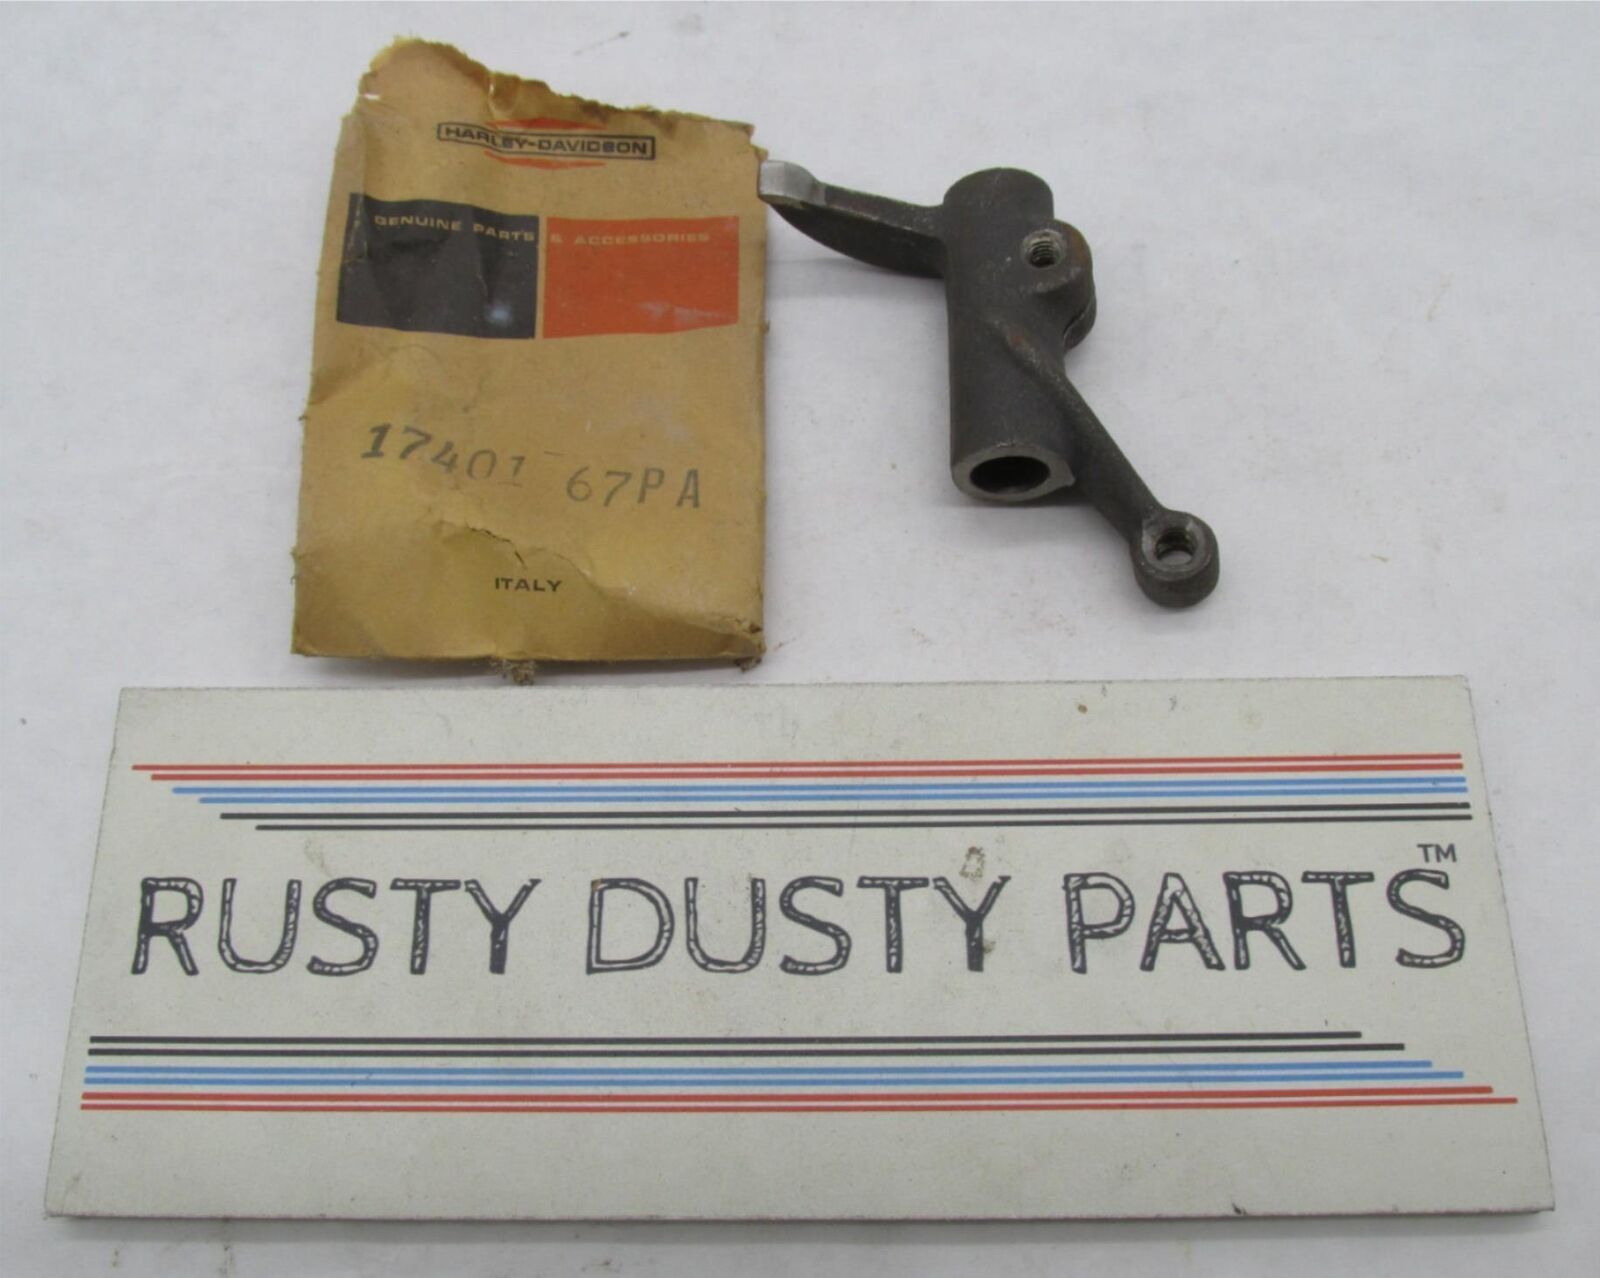 HARLEY-DAVIDSON
GENUINE PARTS & ACCESSORIES
17401-67PA
ITALY
RUSTY DUSTY PARTS™